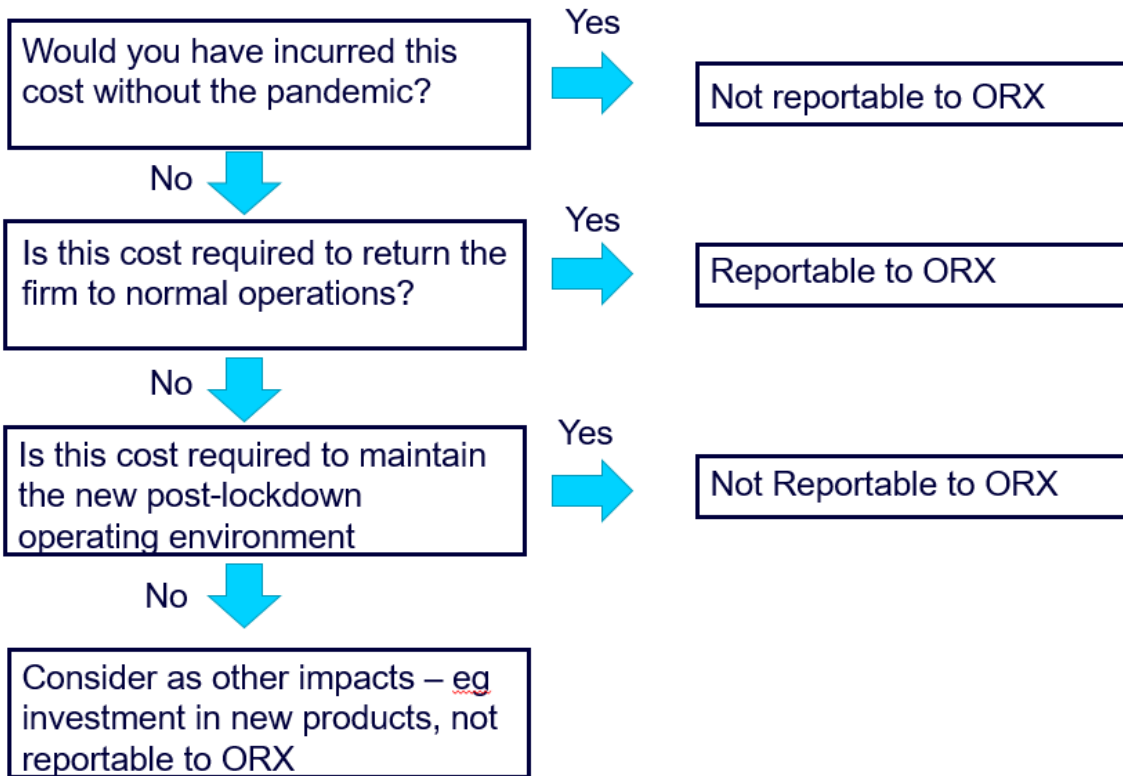 Yes
Would you have incurred this
cost without the pandemic?
Not reportable to ORX
No
Yes
Is this cost required to return the
firm to normal operations?
Reportable to ORX
No
Yes
Is this cost required to maintain
the new post-lockdown
operating environment
Not Reportable to ORX
No
Consider as other impacts – eg
investment in new products, not
reportable to ORX